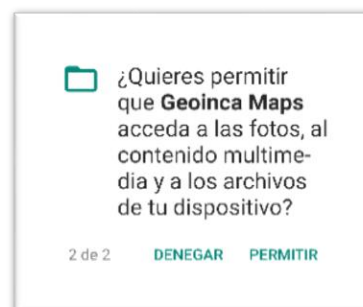 ¿Quieres permitir
que Geoinca Maps
acceda a las fotos, al
contenido multime-
dia y a los archivos
de tu dispositivo?
2 de 2 DENEGAR PERMITIR